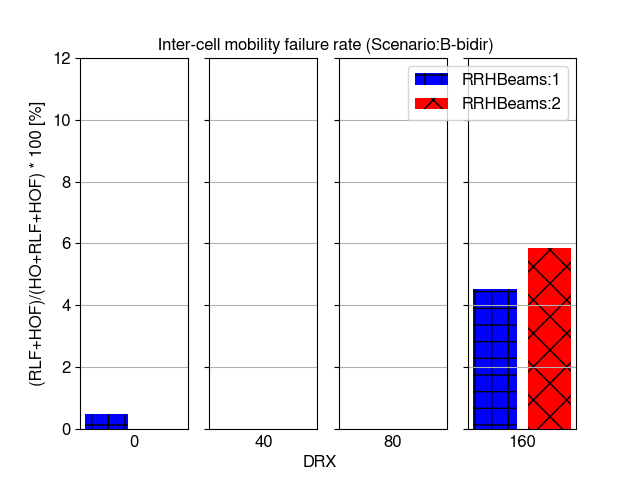 Inter-cell mobility failure rate (Scenario:B-bidir)
(RLF+HOF)/(HO+RLF+HOF) * 100 [%]
12
10
8
6
4
2
0
RRHBeams:1
RRHBeams:2
0 40 80 160
DRX